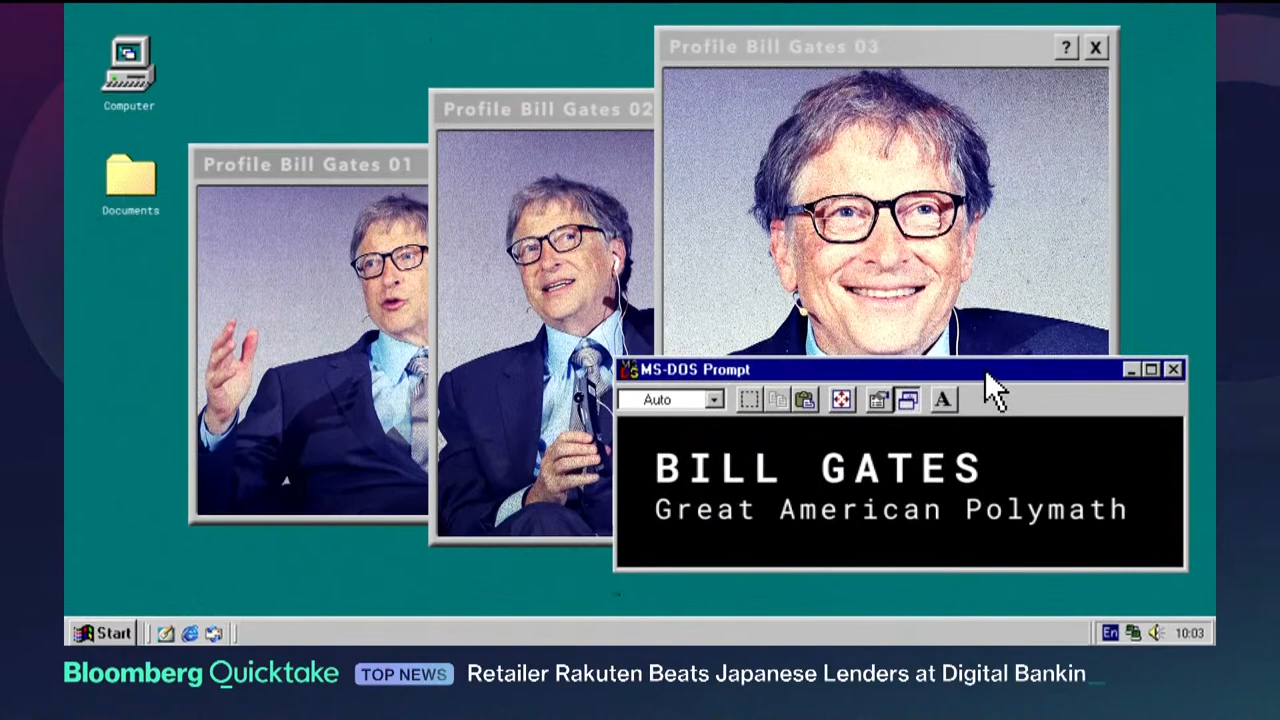 Computer
Documents
Profile Bill Gates 01
Profile Bill Gates 02
Profile Bill Gates 03
? X
MS-DOS Prompt
Auto
A
BILL GATES
Great American Polymath
Start
En
10:03
Bloomberg Quicktake
TOP NEWS
Retailer Rakuten Beats Japanese Lenders at Digital Bankin_